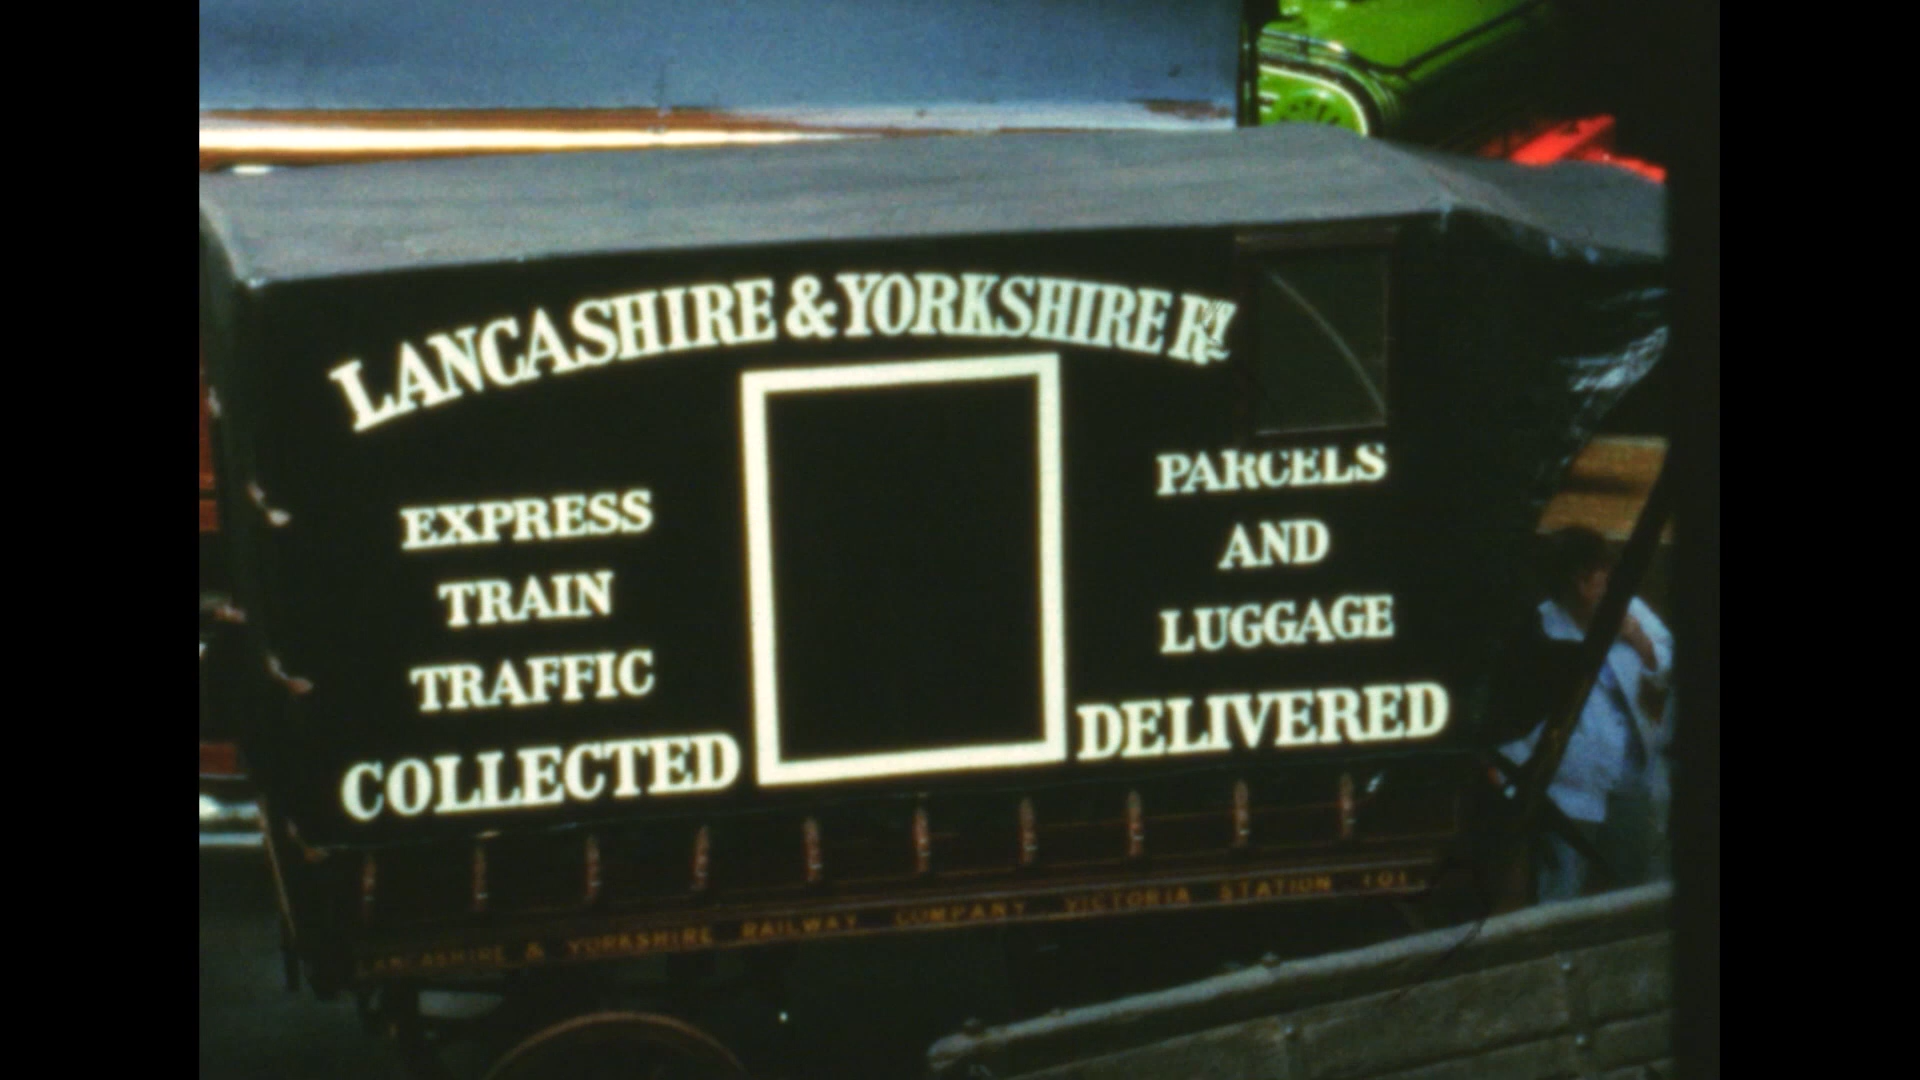 LANCASHIRE & YORKSHIRE RY
EXPRESS
TRAIN
TRAFFIC
COLLECTED
PARCELS
AND
LUGGAGE
DELIVERED
LANCASHIRE & YORKSHIRE RAILWAY COMPANY VICTORIA STATION